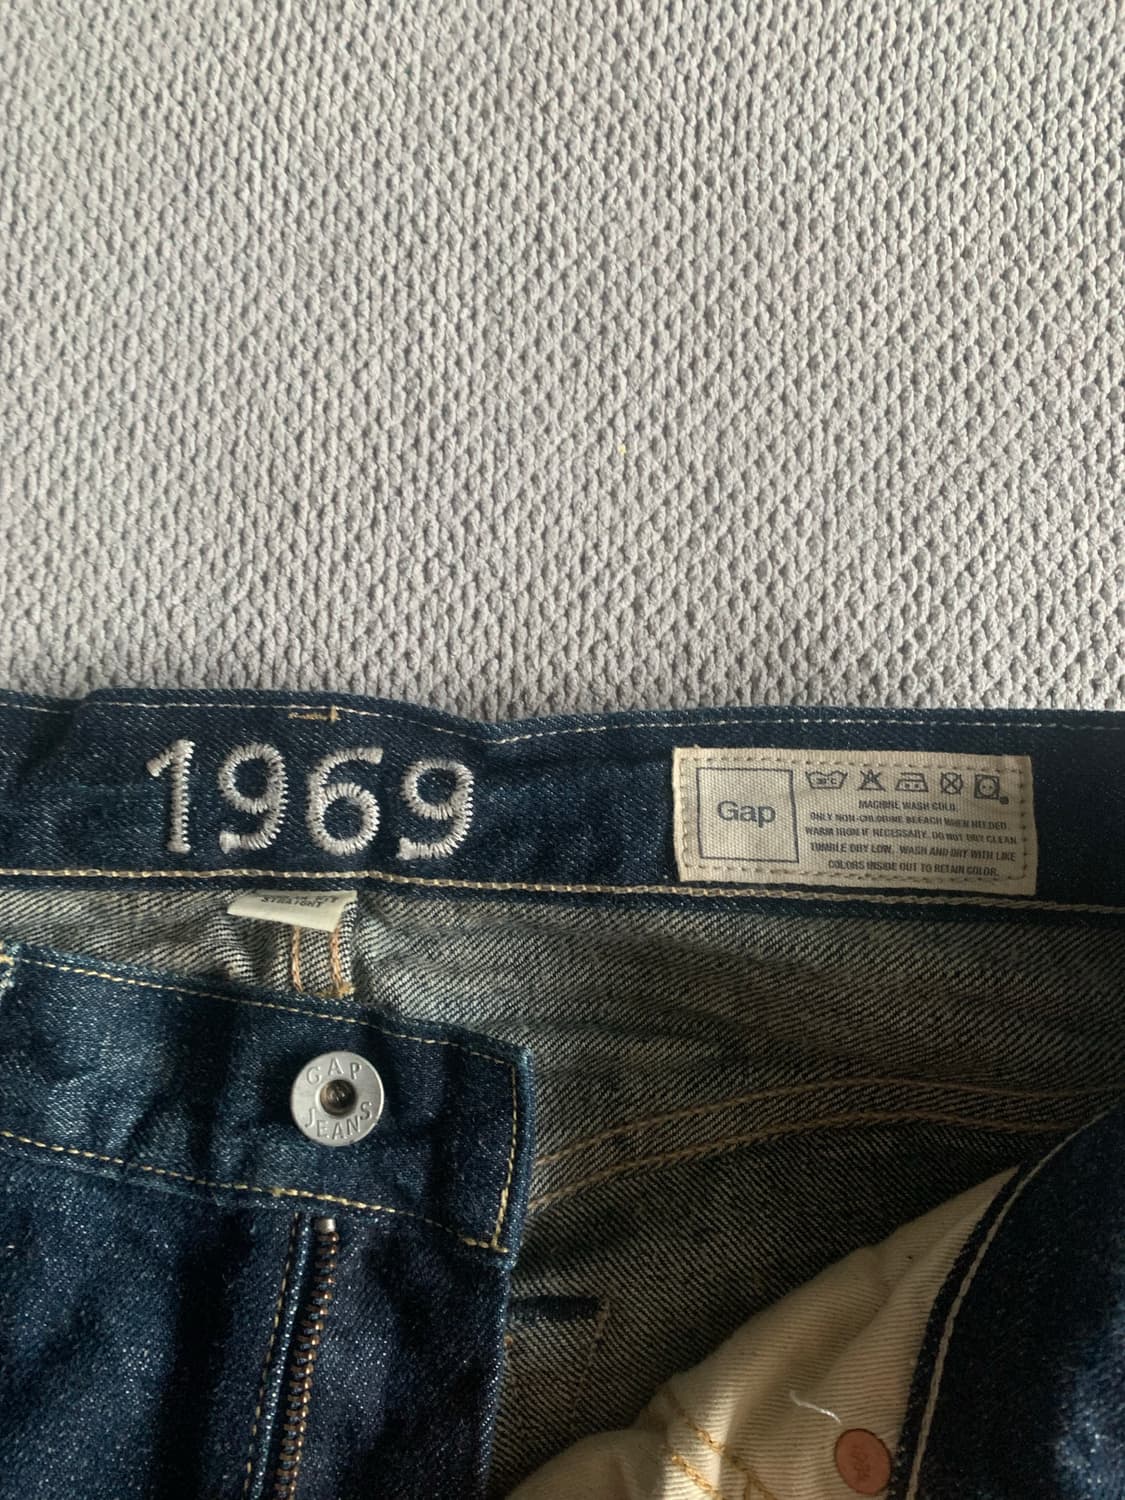 1969
Gap
MACHINE WASH COLD.
ONLY NON-CHLORINE BLEACH WHEN NEEDED.
WARM IRON IF NECESSARY. DO NOT DRY CLEAN.
TUMBLE DRY LOW. WASH AND DRY WITH LIKE
COLORS INSIDE OUT TO RETAIN COLOR.
STRAIGHT
GAP
JEANS